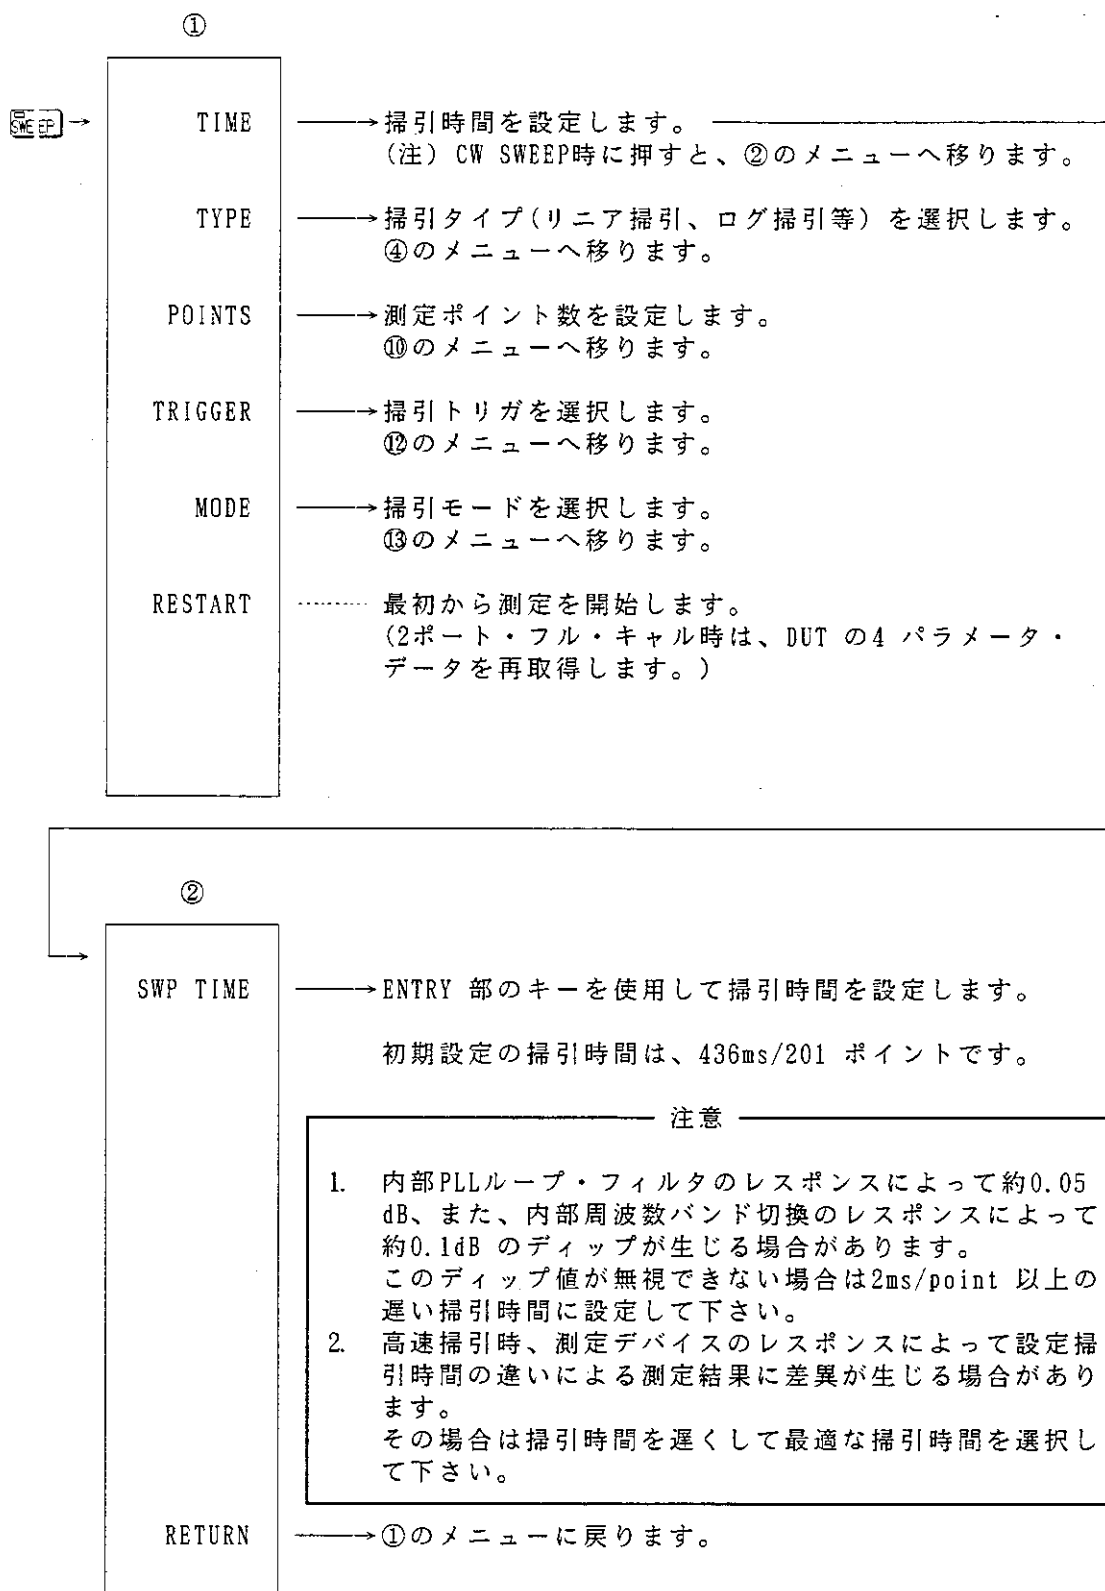 ①
SWEEP → TIME ──→ 掃引時間を設定します。
(注) CW SWEEP時に押すと、②のメニューへ移ります。
TYPE ──→ 掃引タイプ(リニア掃引、ログ掃引等) を選択します。
④のメニューへ移ります。
POINTS ──→ 測定ポイント数を設定します。
⑩のメニューへ移ります。
TRIGGER ──→ 掃引トリガを選択します。
⑫のメニューへ移ります。
MODE ──→ 掃引モードを選択します。
⑬のメニューへ移ります。
RESTART ……… 最初から測定を開始します。
(2ポート・フル・キャル時は、DUT の4 パラメータ・
データを再取得します。)
②
SWP TIME ──→ ENTRY 部のキーを使用して掃引時間を設定します。
初期設定の掃引時間は、436ms/201 ポイントです。
注意
1. 内部PLLループ・フィルタのレスポンスによって約0.05
dB、また、内部周波数バンド切換のレスポンスによって
約0.1dB のディップが生じる場合があります。
このディップ値が無視できない場合は2ms/point 以上の
遅い掃引時間に設定して下さい。
2. 高速掃引時、測定デバイスのレスポンスによって設定掃
引時間の違いによる測定結果に差異が生じる場合があり
ます。
その場合は掃引時間を遅くして最適な掃引時間を選択し
て下さい。
RETURN ──→ ①のメニューに戻ります。